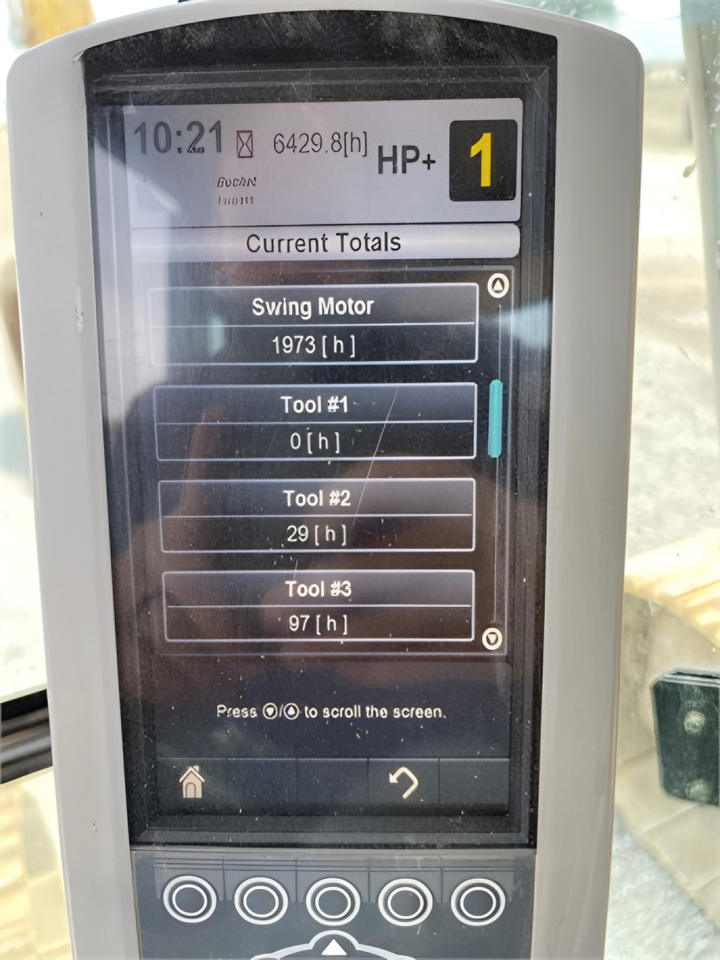 10:21 6429.8[h] HP+ 1
Current Totals
Swing Motor
1973 [ h ]
Tool #1
0 [ h ]
Tool #2
29 [ h ]
Tool #3
97 [ h ]
Press ▼/▲ to scroll the screen.